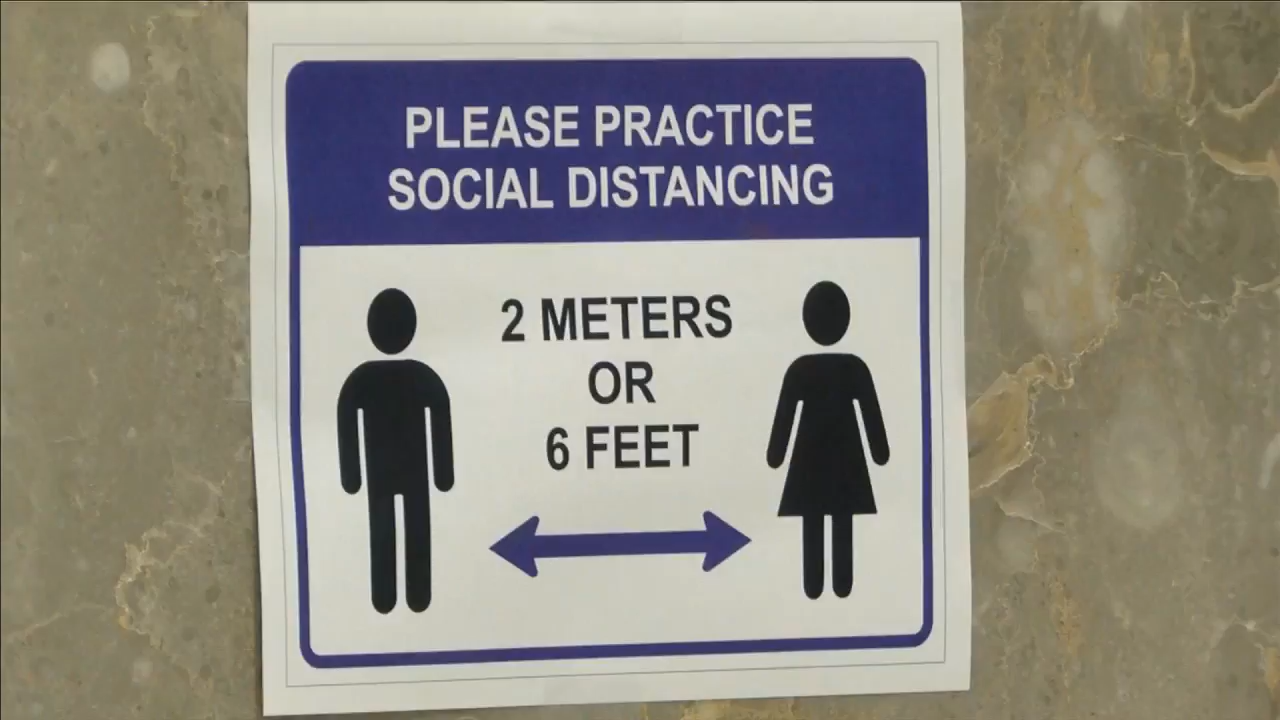 PLEASE PRACTICE
SOCIAL DISTANCING
2 METERS
OR
6 FEET